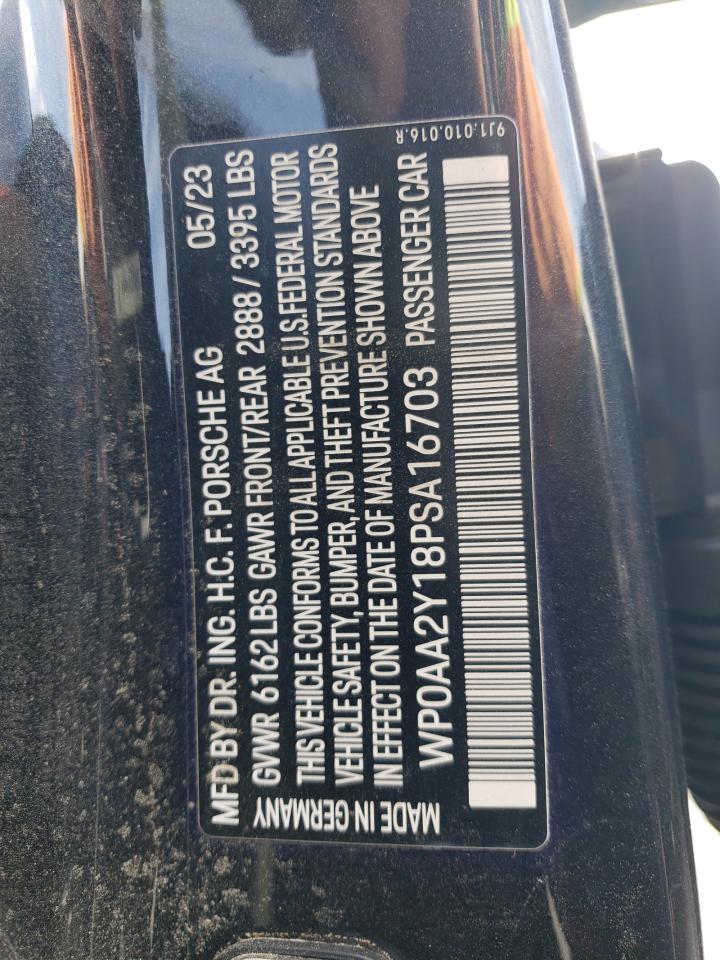 MFD BY DR. ING. H.C. F. PORSCHE AG 05/23
GVWR 6162 LBS GAWR FRONT/REAR 2888 / 3395 LBS
THIS VEHICLE CONFORMS TO ALL APPLICABLE U.S. FEDERAL MOTOR
VEHICLE SAFETY, BUMPER, AND THEFT PREVENTION STANDARDS
IN EFFECT ON THE DATE OF MANUFACTURE SHOWN ABOVE
WP0AA2Y18PSA16703 PASSENGER CAR
MADE IN GERMANY
9J1.010.016.R